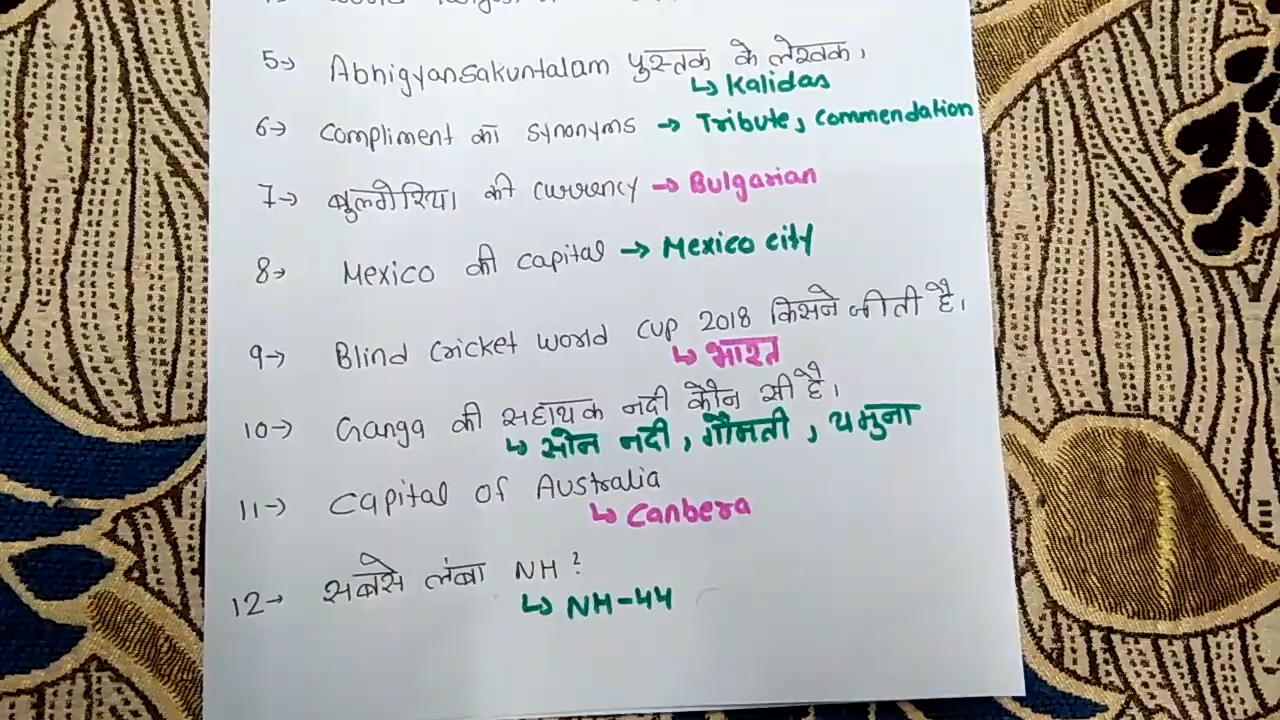 5→ Abhigyansakuntalam पुस्तक के लेखक।
↳ Kalidas
6→ Compliment का synonyms → Tribute, commendation
7→ बुल्गेरिया की currency → Bulgarian
8→ Mexico की capital → Mexico city
9→ Blind cricket world cup 2018 किसने जीती है।
↳ भारत
10→ Ganga की सहायक नदी कौन सी है।
↳ सोन नदी, गौमती, यमुना
11→ Capital of Australia
↳ Canbera
12→ सबसे लंबा NH?
↳ NH-44